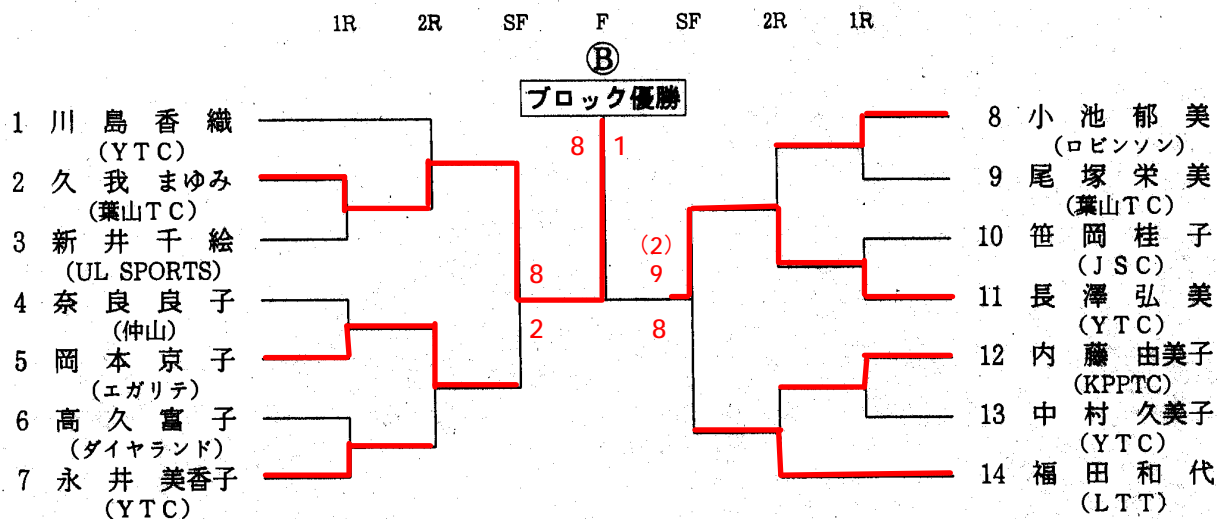 1R 2R SF F SF 2R 1R
Ⓑ
ブロック優勝
8 1
1 川島香織
(YTC)
2 久我まゆみ
(葉山TC)
3 新井千絵
(UL SPORTS)
4 奈良良子
(仲山)
5 岡本京子
(エガリテ)
6 高久富子
(ダイヤランド)
7 永井美香子
(YTC)
8
2
(2)
9
8
8 小池郁美
(ロビンソン)
9 尾塚栄美
(葉山TC)
10 笹岡桂子
(JSC)
11 長澤弘美
(YTC)
12 内藤由美子
(KPPTC)
13 中村久美子
(YTC)
14 福田和代
(LTT)